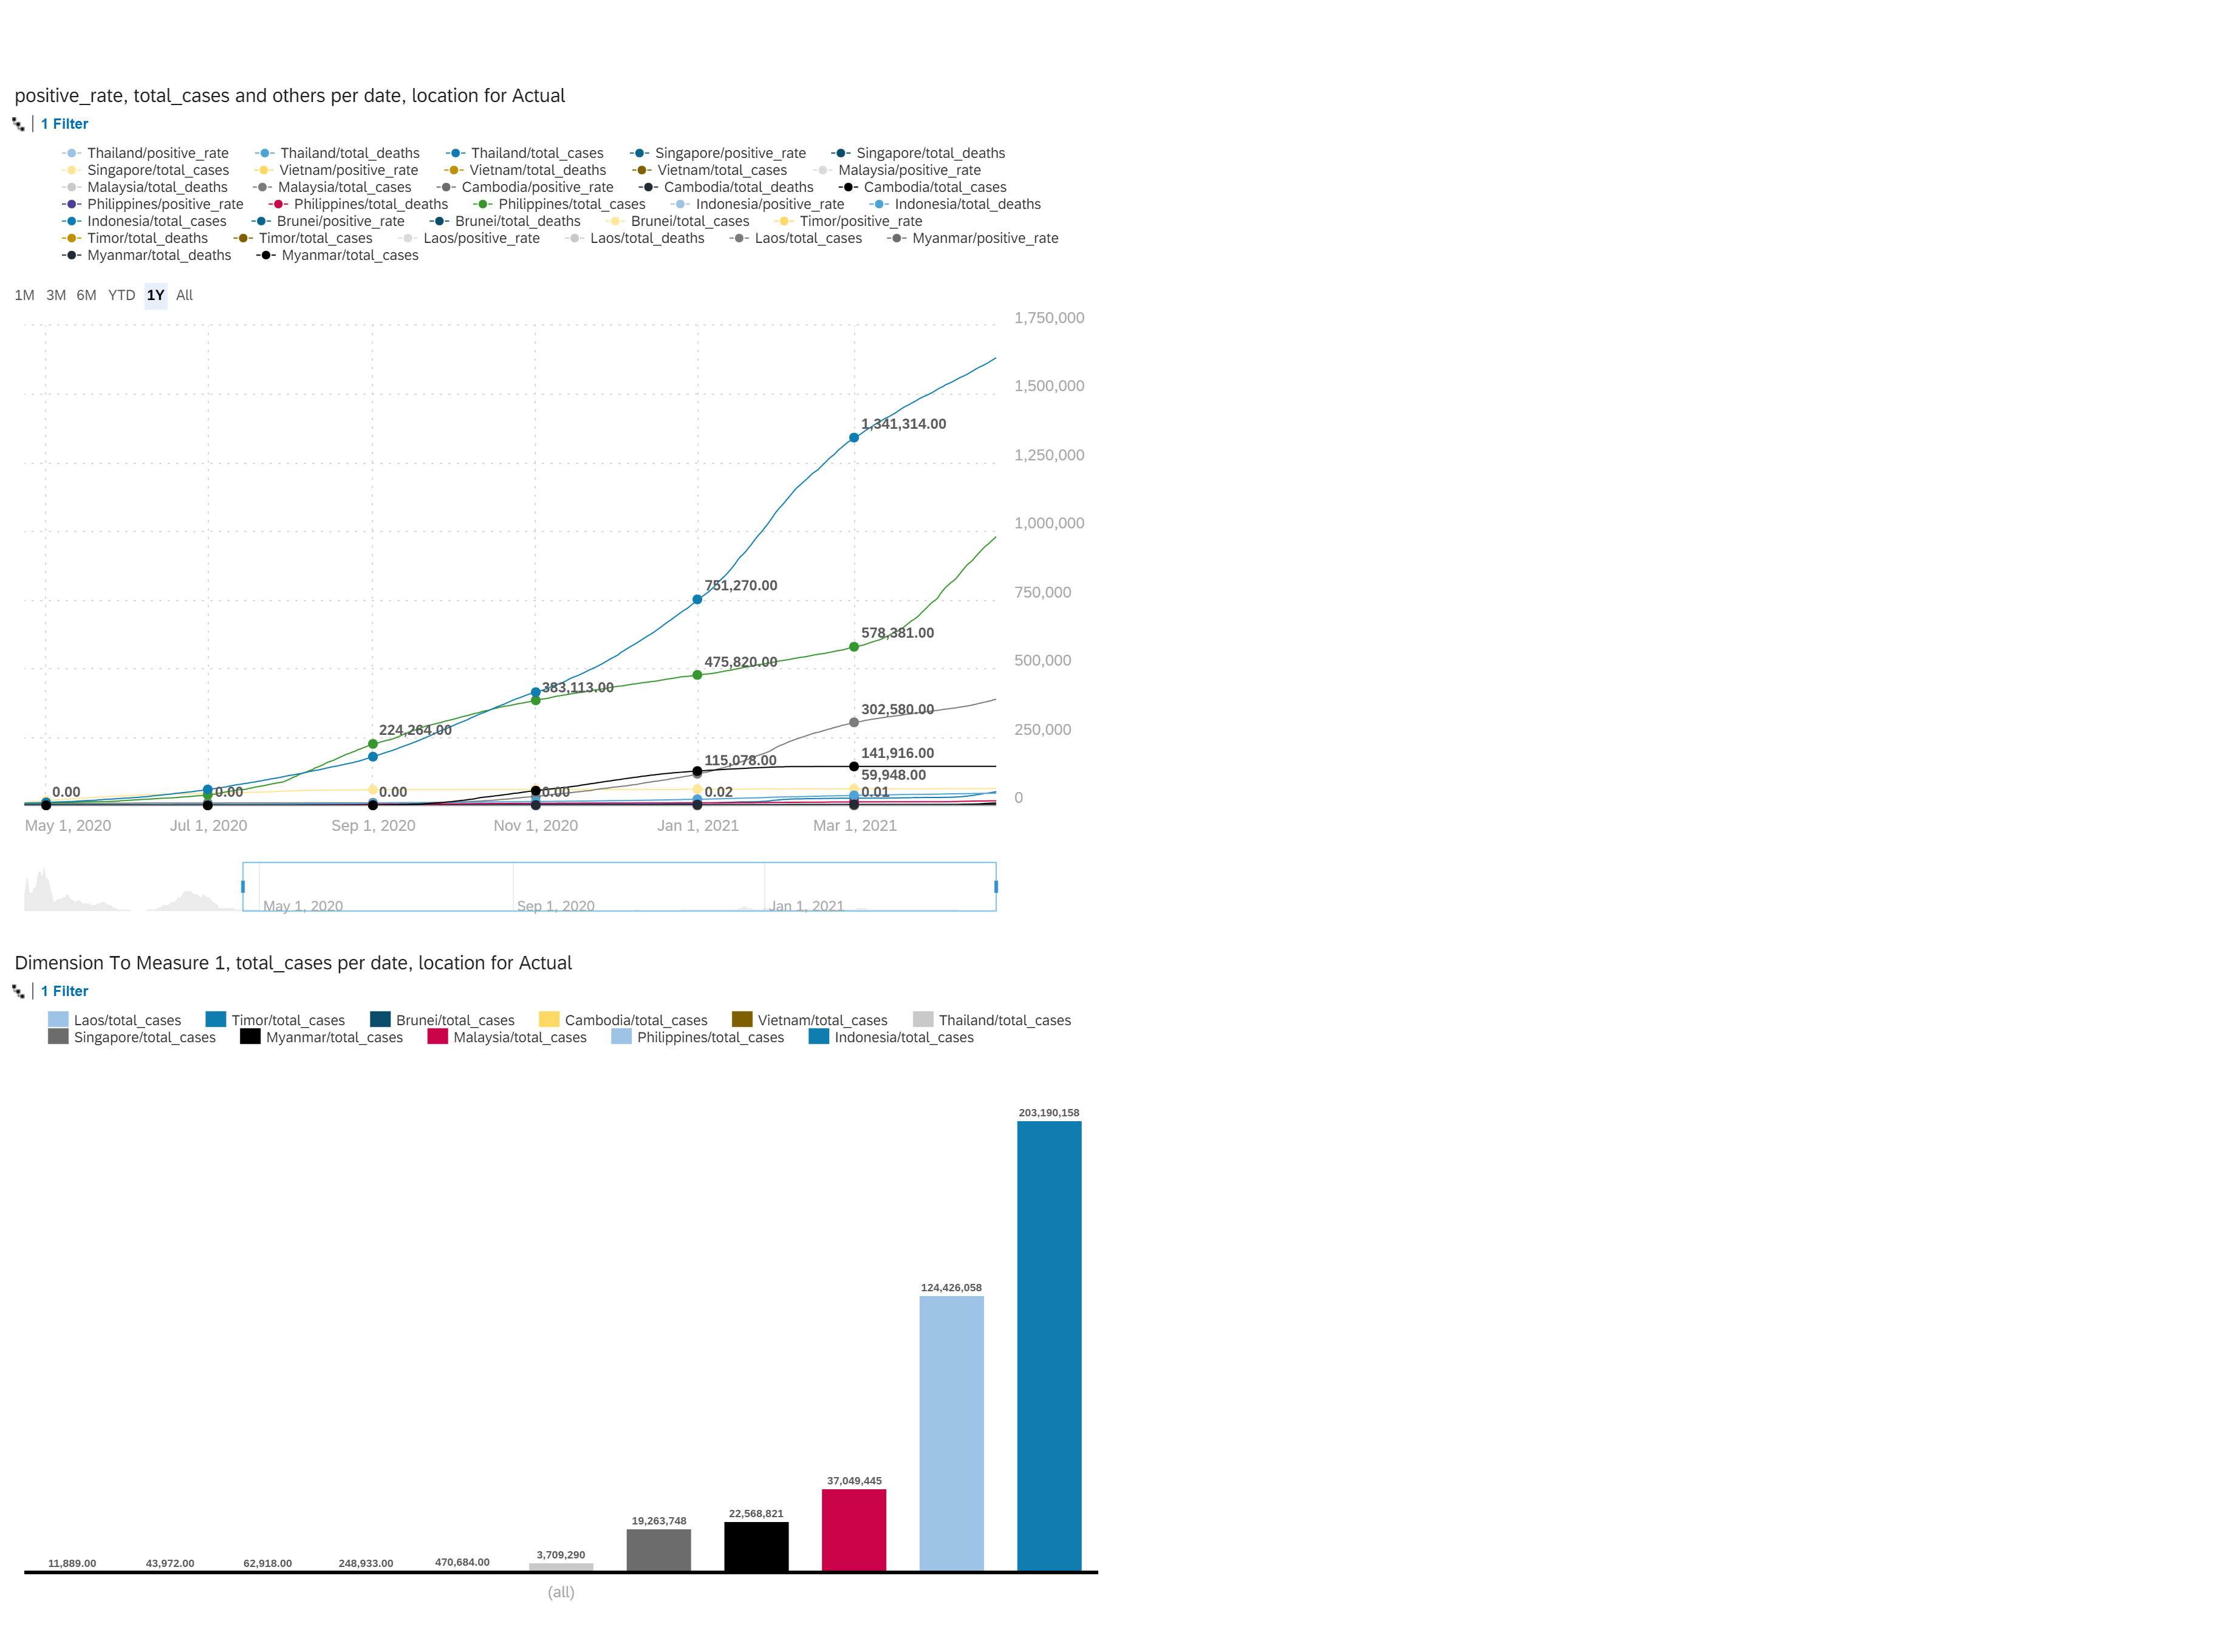 positive_rate, total_cases and others per date, location for Actual
1 Filter
Thailand/positive_rate Thailand/total_deaths Thailand/total_cases Singapore/positive_rate Singapore/total_deaths
Singapore/total_cases Vietnam/positive_rate Vietnam/total_deaths Vietnam/total_cases Malaysia/positive_rate
Malaysia/total_deaths Malaysia/total_cases Cambodia/positive_rate Cambodia/total_deaths Cambodia/total_cases
Philippines/positive_rate Philippines/total_deaths Philippines/total_cases Indonesia/positive_rate Indonesia/total_deaths
Indonesia/total_cases Brunei/positive_rate Brunei/total_deaths Brunei/total_cases Timor/positive_rate
Timor/total_deaths Timor/total_cases Laos/positive_rate Laos/total_deaths Laos/total_cases Myanmar/positive_rate
Myanmar/total_deaths Myanmar/total_cases
1M 3M 6M YTD 1Y All
1,750,000
1,500,000
1,341,314.00
1,250,000
1,000,000
751,270.00 750,000
578,381.00
475,820.00 500,000
383,113.00
302,580.00
224,264.00 250,000
115,078.00 141,916.00
59,948.00
0.00 0.00 0.00 0.00 0.02 0.01 0
May 1, 2020 Jul 1, 2020 Sep 1, 2020 Nov 1, 2020 Jan 1, 2021 Mar 1, 2021
May 1, 2020 Sep 1, 2020 Jan 1, 2021
Dimension To Measure 1, total_cases per date, location for Actual
1 Filter
Laos/total_cases Timor/total_cases Brunei/total_cases Cambodia/total_cases Vietnam/total_cases Thailand/total_cases
Singapore/total_cases Myanmar/total_cases Malaysia/total_cases Philippines/total_cases Indonesia/total_cases
203,190,158
124,426,058
37,049,445
22,568,821
19,263,748
3,709,290
11,889.00 43,972.00 62,918.00 248,933.00 470,684.00
(all)